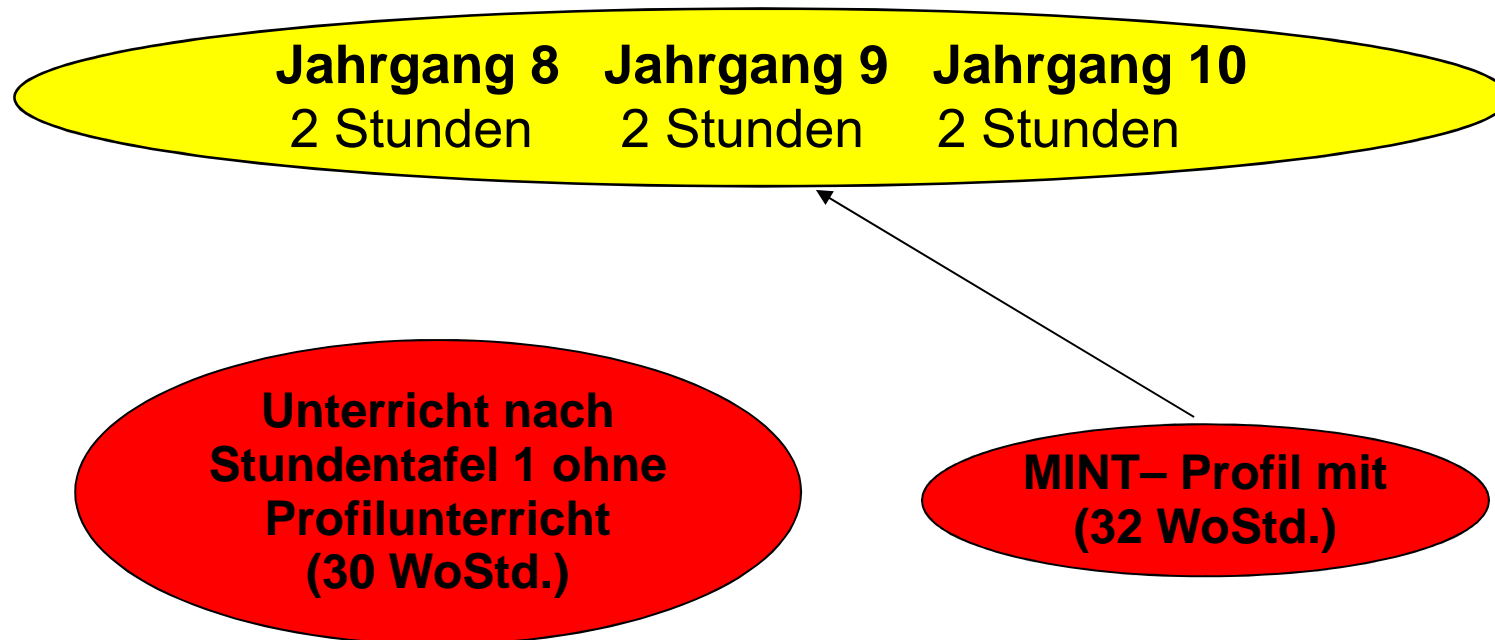 Jahrgang 8 Jahrgang 9 Jahrgang 10
2 Stunden 2 Stunden 2 Stunden
Unterricht nach
Stundentafel 1 ohne
Profilunterricht
(30 WoStd.)
MINT– Profil mit
(32 WoStd.)